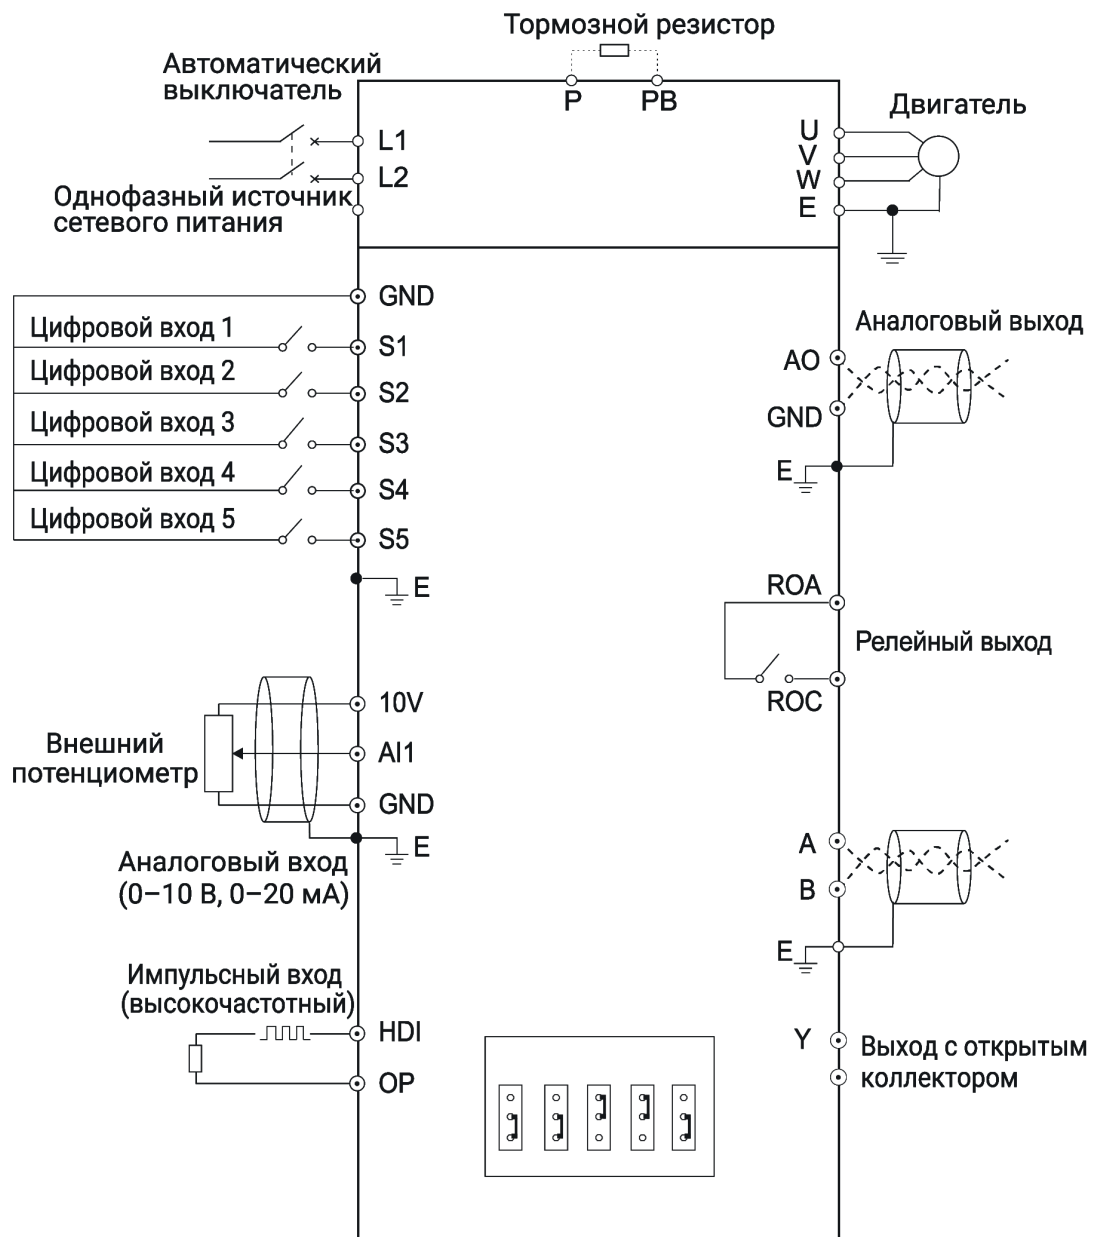 Тормозной резистор
Автоматический
выключатель
P
PB
Двигатель
L1
L2
U
V
W
E
Однофазный источник
сетевого питания
GND
Цифровой вход 1
S1
Цифровой вход 2
S2
Цифровой вход 3
S3
Цифровой вход 4
S4
Цифровой вход 5
S5
E
Аналоговый выход
AO
GND
E
ROA
Релейный выход
ROC
10V
Внешний
потенциометр
AI1
GND
E
Аналоговый вход
(0–10 В, 0–20 мА)
A
B
E
Импульсный вход
(высокочастотный)
HDI
OP
Y
Выход с открытым
коллектором